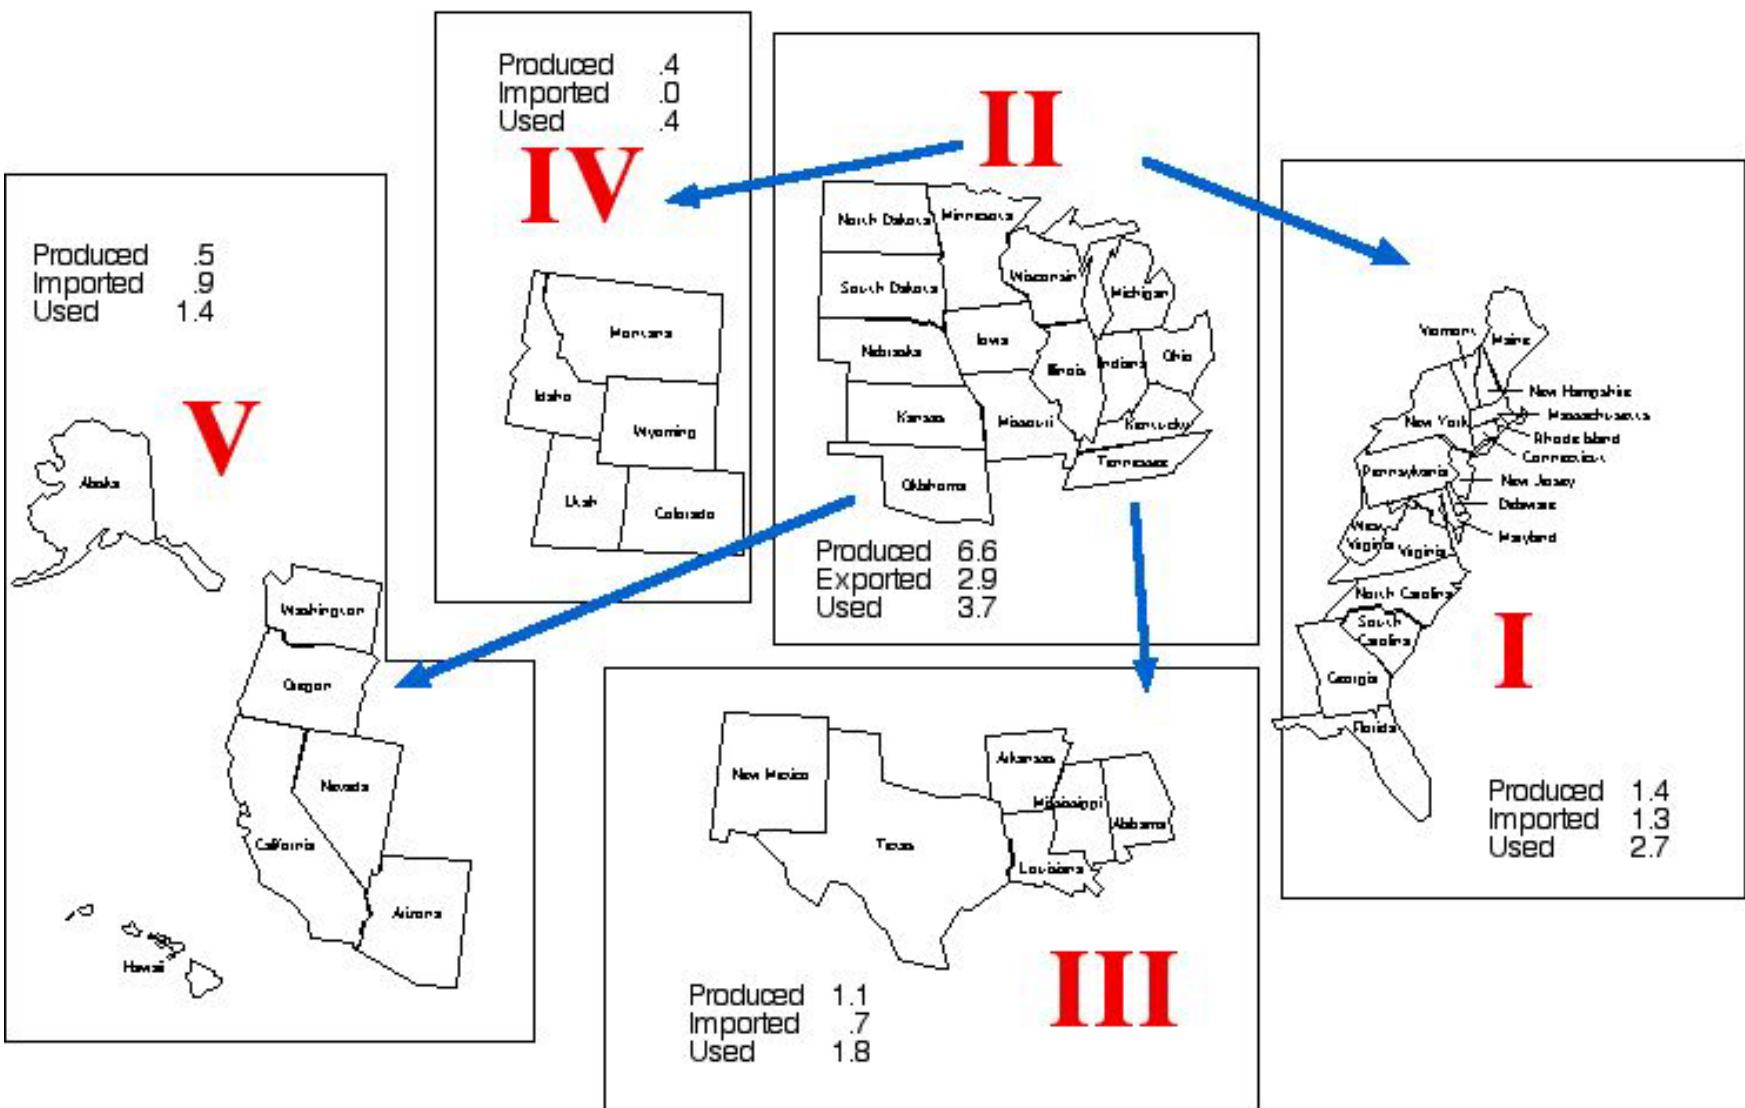 Produced .4
Imported .0
Used .4
IV
II
Produced .5
Imported .9
Used 1.4
V
North Dakota
Minnesota
South Dakota
Wisconsin
Michigan
Nebraska
Iowa
Illinois
Indiana
Ohio
Kansas
Missouri
Kentucky
Tennessee
Oklahoma
Produced 6.6
Exported 2.9
Used 3.7
Montana
Idaho
Wyoming
Utah
Colorado
Alaska
Washington
Oregon
Nevada
California
Arizona
Hawaii
Vermont
Maine
New Hampshire
Massachusetts
New York
Rhode Island
Connecticut
Pennsylvania
New Jersey
Delaware
Maryland
West
Virginia
Virginia
North Carolina
South
Carolina
Georgia
Florida
I
Produced 1.4
Imported 1.3
Used 2.7
New Mexico
Texas
Arkansas
Mississippi
Alabama
Louisiana
III
Produced 1.1
Imported .7
Used 1.8